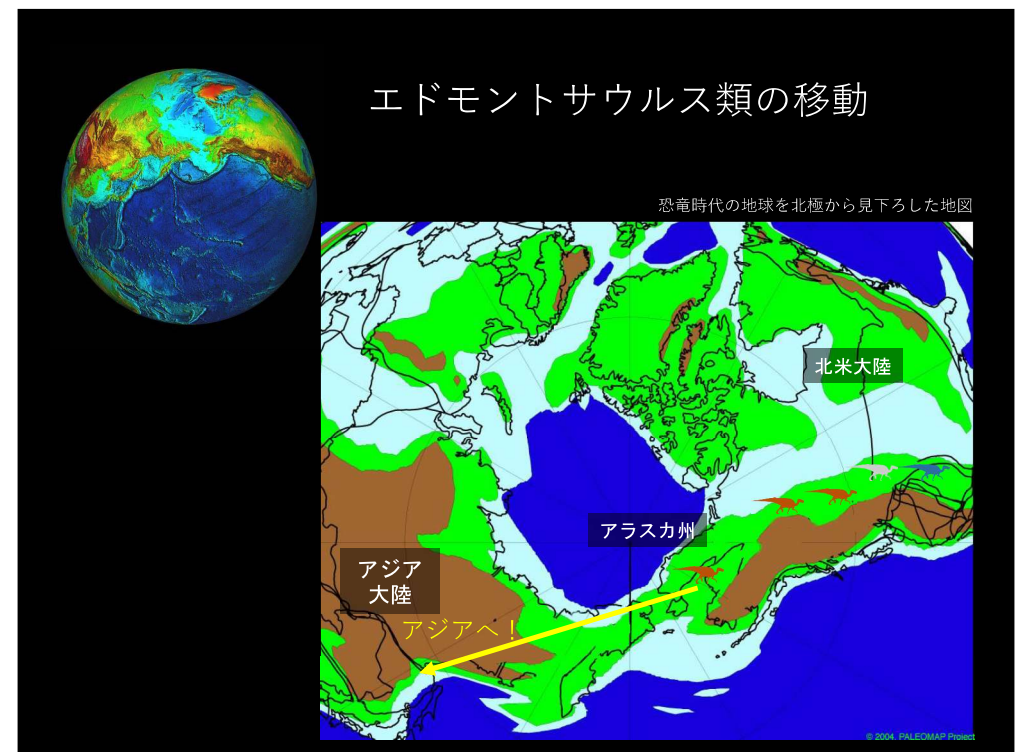 エドモントサウルス類の移動
恐竜時代の地球を北極から見下ろした地図
北米大陸
アラスカ州
アジア
大陸
アジアへ！
© 2004, PALEOMAP Project